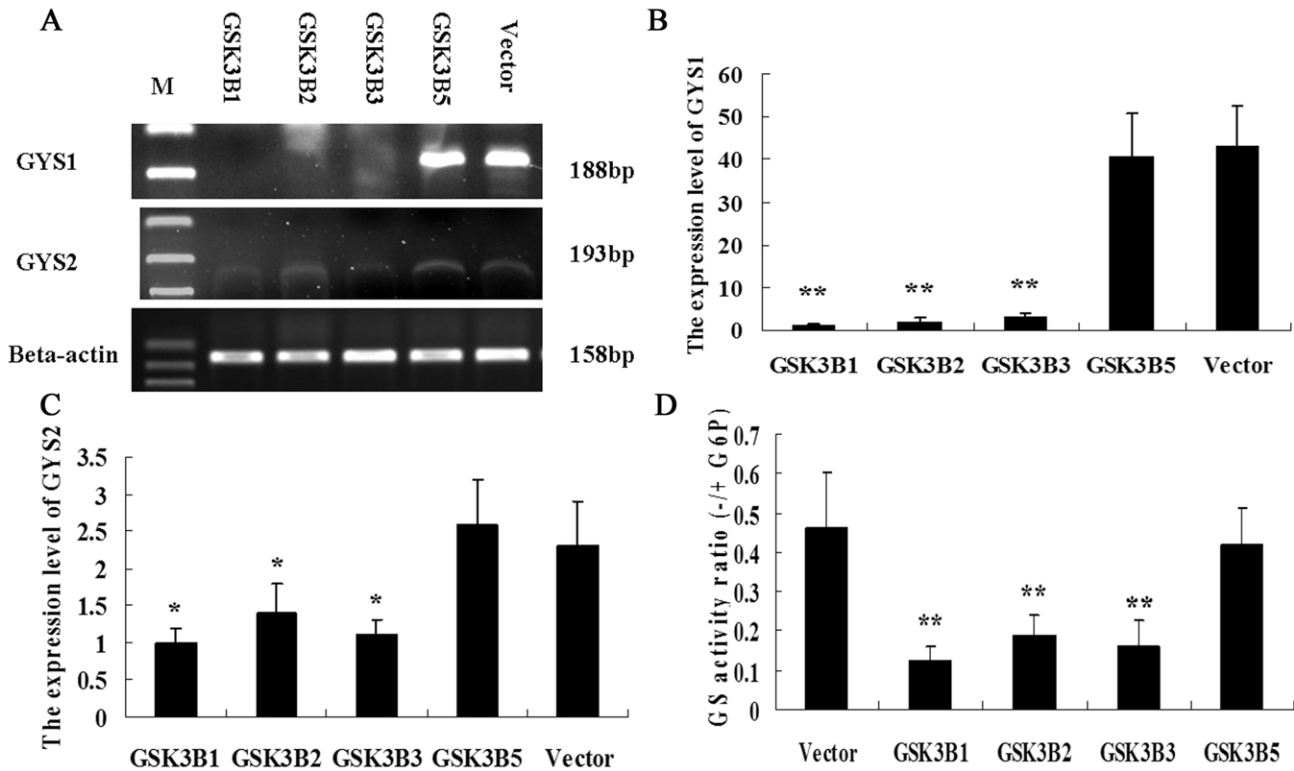 A
M
GSK3B1
GSK3B2
GSK3B3
GSK3B5
Vector
GYS1
188bp
GYS2
193bp
Beta-actin
158bp
B
The expression level of GYS1
60
50
40
30
20
10
0
** ** **
GSK3B1 GSK3B2 GSK3B3 GSK3B5 Vector
C
The expression level of GYS2
3.5
3
2.5
2
1.5
1
0.5
0
* * *
GSK3B1 GSK3B2 GSK3B3 GSK3B5 Vector
D
GS activity ratio (-/+ G6P)
0.7
0.6
0.5
0.4
0.3
0.2
0.1
0
** ** **
Vector GSK3B1 GSK3B2 GSK3B3 GSK3B5